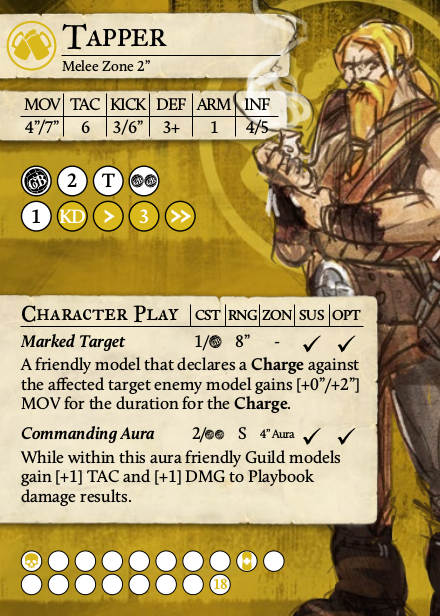 TAPPER
Melee Zone 2"
MOV TAC KICK DEF ARM INF
4"/7" 6 3/6" 3+ 1 4/5
GB 2 T GB
1 KD > 3 >>
CHARACTER PLAY CST RNG ZON SUS OPT
Marked Target 1/ 8" - ✓ ✓
A friendly model that declares a Charge against
the affected target enemy model gains [+0"/+2"]
MOV for the duration for the Charge.
Commanding Aura 2/ S 4" Aura ✓ ✓
While within this aura friendly Guild models
gain [+1] TAC and [+1] DMG to Playbook
damage results.
18